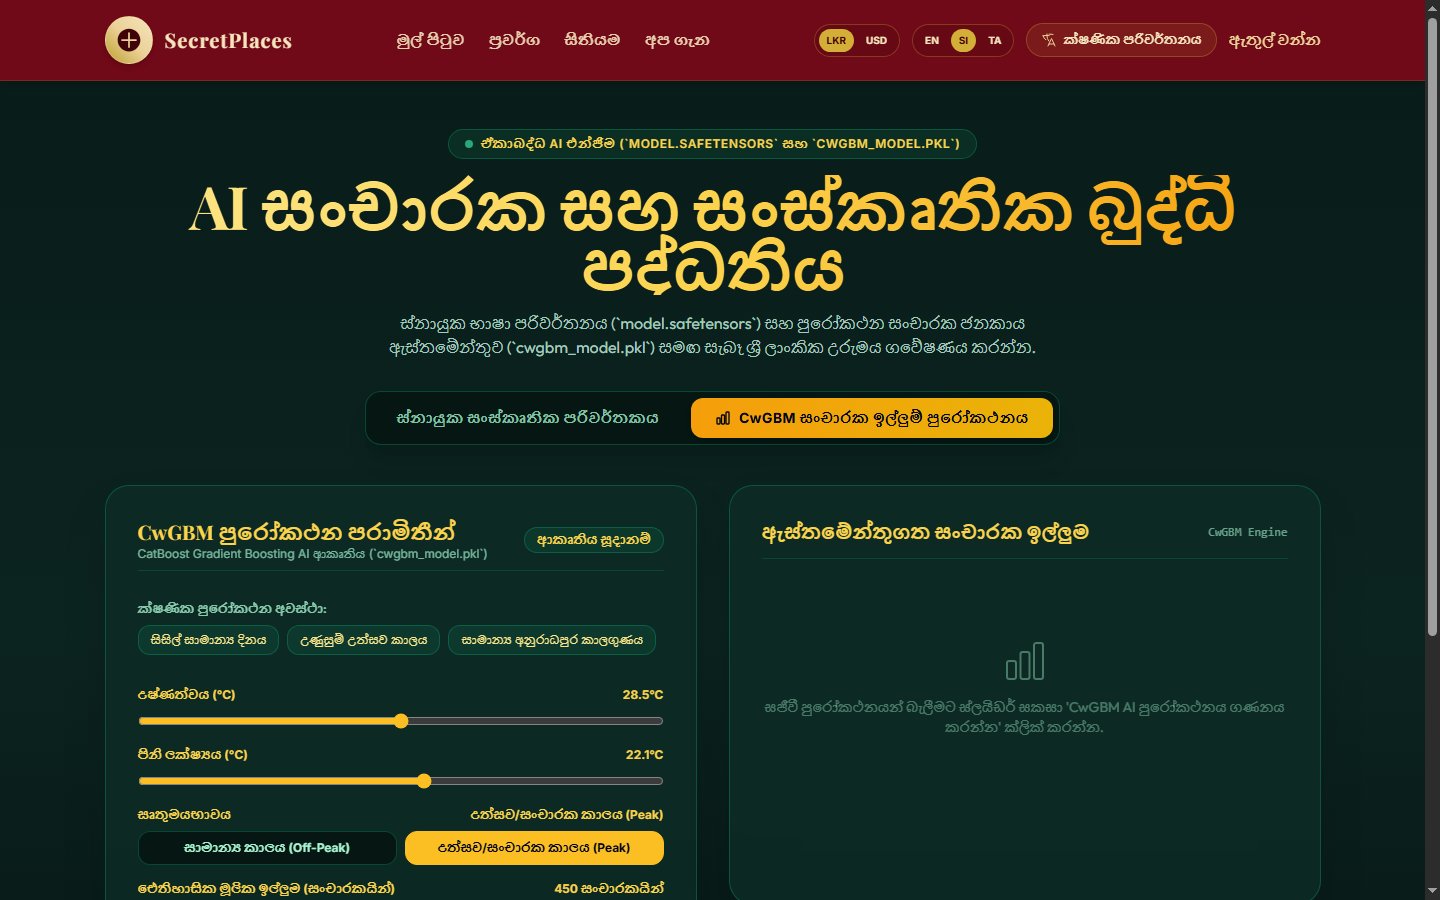 SecretPlaces
මුල් පිටුව
ප්‍රවර්ග
සිතියම
අප ගැන
LKR USD
EN SI TA
ක්ෂණික පරිවර්තනය
ඇතුල් වන්න
ඒකාබද්ධ AI එන්ජිම (`MODEL.SAFETENSORS` සහ `CWGBM_MODEL.PKL`)
AI සංචාරක සහ සංස්කෘතික බුද්ධි
පද්ධතිය
ස්නායුක භාෂා පරිවර්තනය (`model.safetensors`) සහ පුරෝකථන සංචාරක ජනකාය
ඇස්තමේන්තුව (`cwgbm_model.pkl`) සමඟ සැබෑ ශ්‍රී ලාංකික උරුමය ගවේෂණය කරන්න.
ස්නායුක සංස්කෘතික පරිවර්තකය
CwGBM සංචාරක ඉල්ලුම් පුරෝකථනය
CwGBM පුරෝකථන පරාමිතීන්
CatBoost Gradient Boosting AI ආකෘතිය (`cwgbm_model.pkl`)
ආකෘතිය සූදානම්
ක්ෂණික පුරෝකථන අවස්ථා:
සිසිල් සාමාන්‍ය දිනය
උණුසුම් උත්සව කාලය
සාමාන්‍ය අනුරාධපුර කාලගුණය
උෂ්ණත්වය (°C) 28.5°C
පිනි ලක්ෂ්‍යය (°C) 22.1°C
සෘතුමයභාවය උත්සව/සංචාරක කාලය (Peak)
සාමාන්‍ය කාලය (Off-Peak)
උත්සව/සංචාරක කාලය (Peak)
ඓතිහාසික මූලික ඉල්ලුම (සංචාරකයින්) 450 සංචාරකයින්
ඇස්තමේන්තුගත සංචාරක ඉල්ලුම
CwGBM Engine
සජීවී පුරෝකථනයන් බැලීමට ස්ලයිඩර් සකසා 'CwGBM AI පුරෝකථනය ගණනය
කරන්න' ක්ලික් කරන්න.